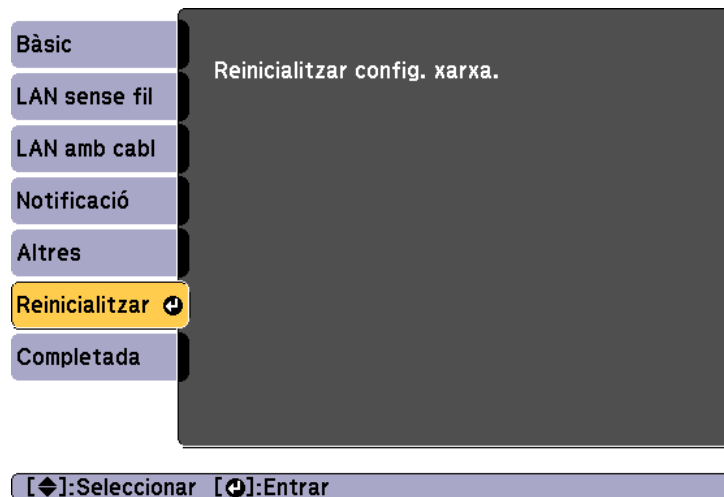 Bàsic
LAN sense fil
LAN amb cabl
Notificació
Altres
Reinicialitzar
Completada
Reinicialitzar config. xarxa.
[◆]:Seleccionar [⏎]:Entrar